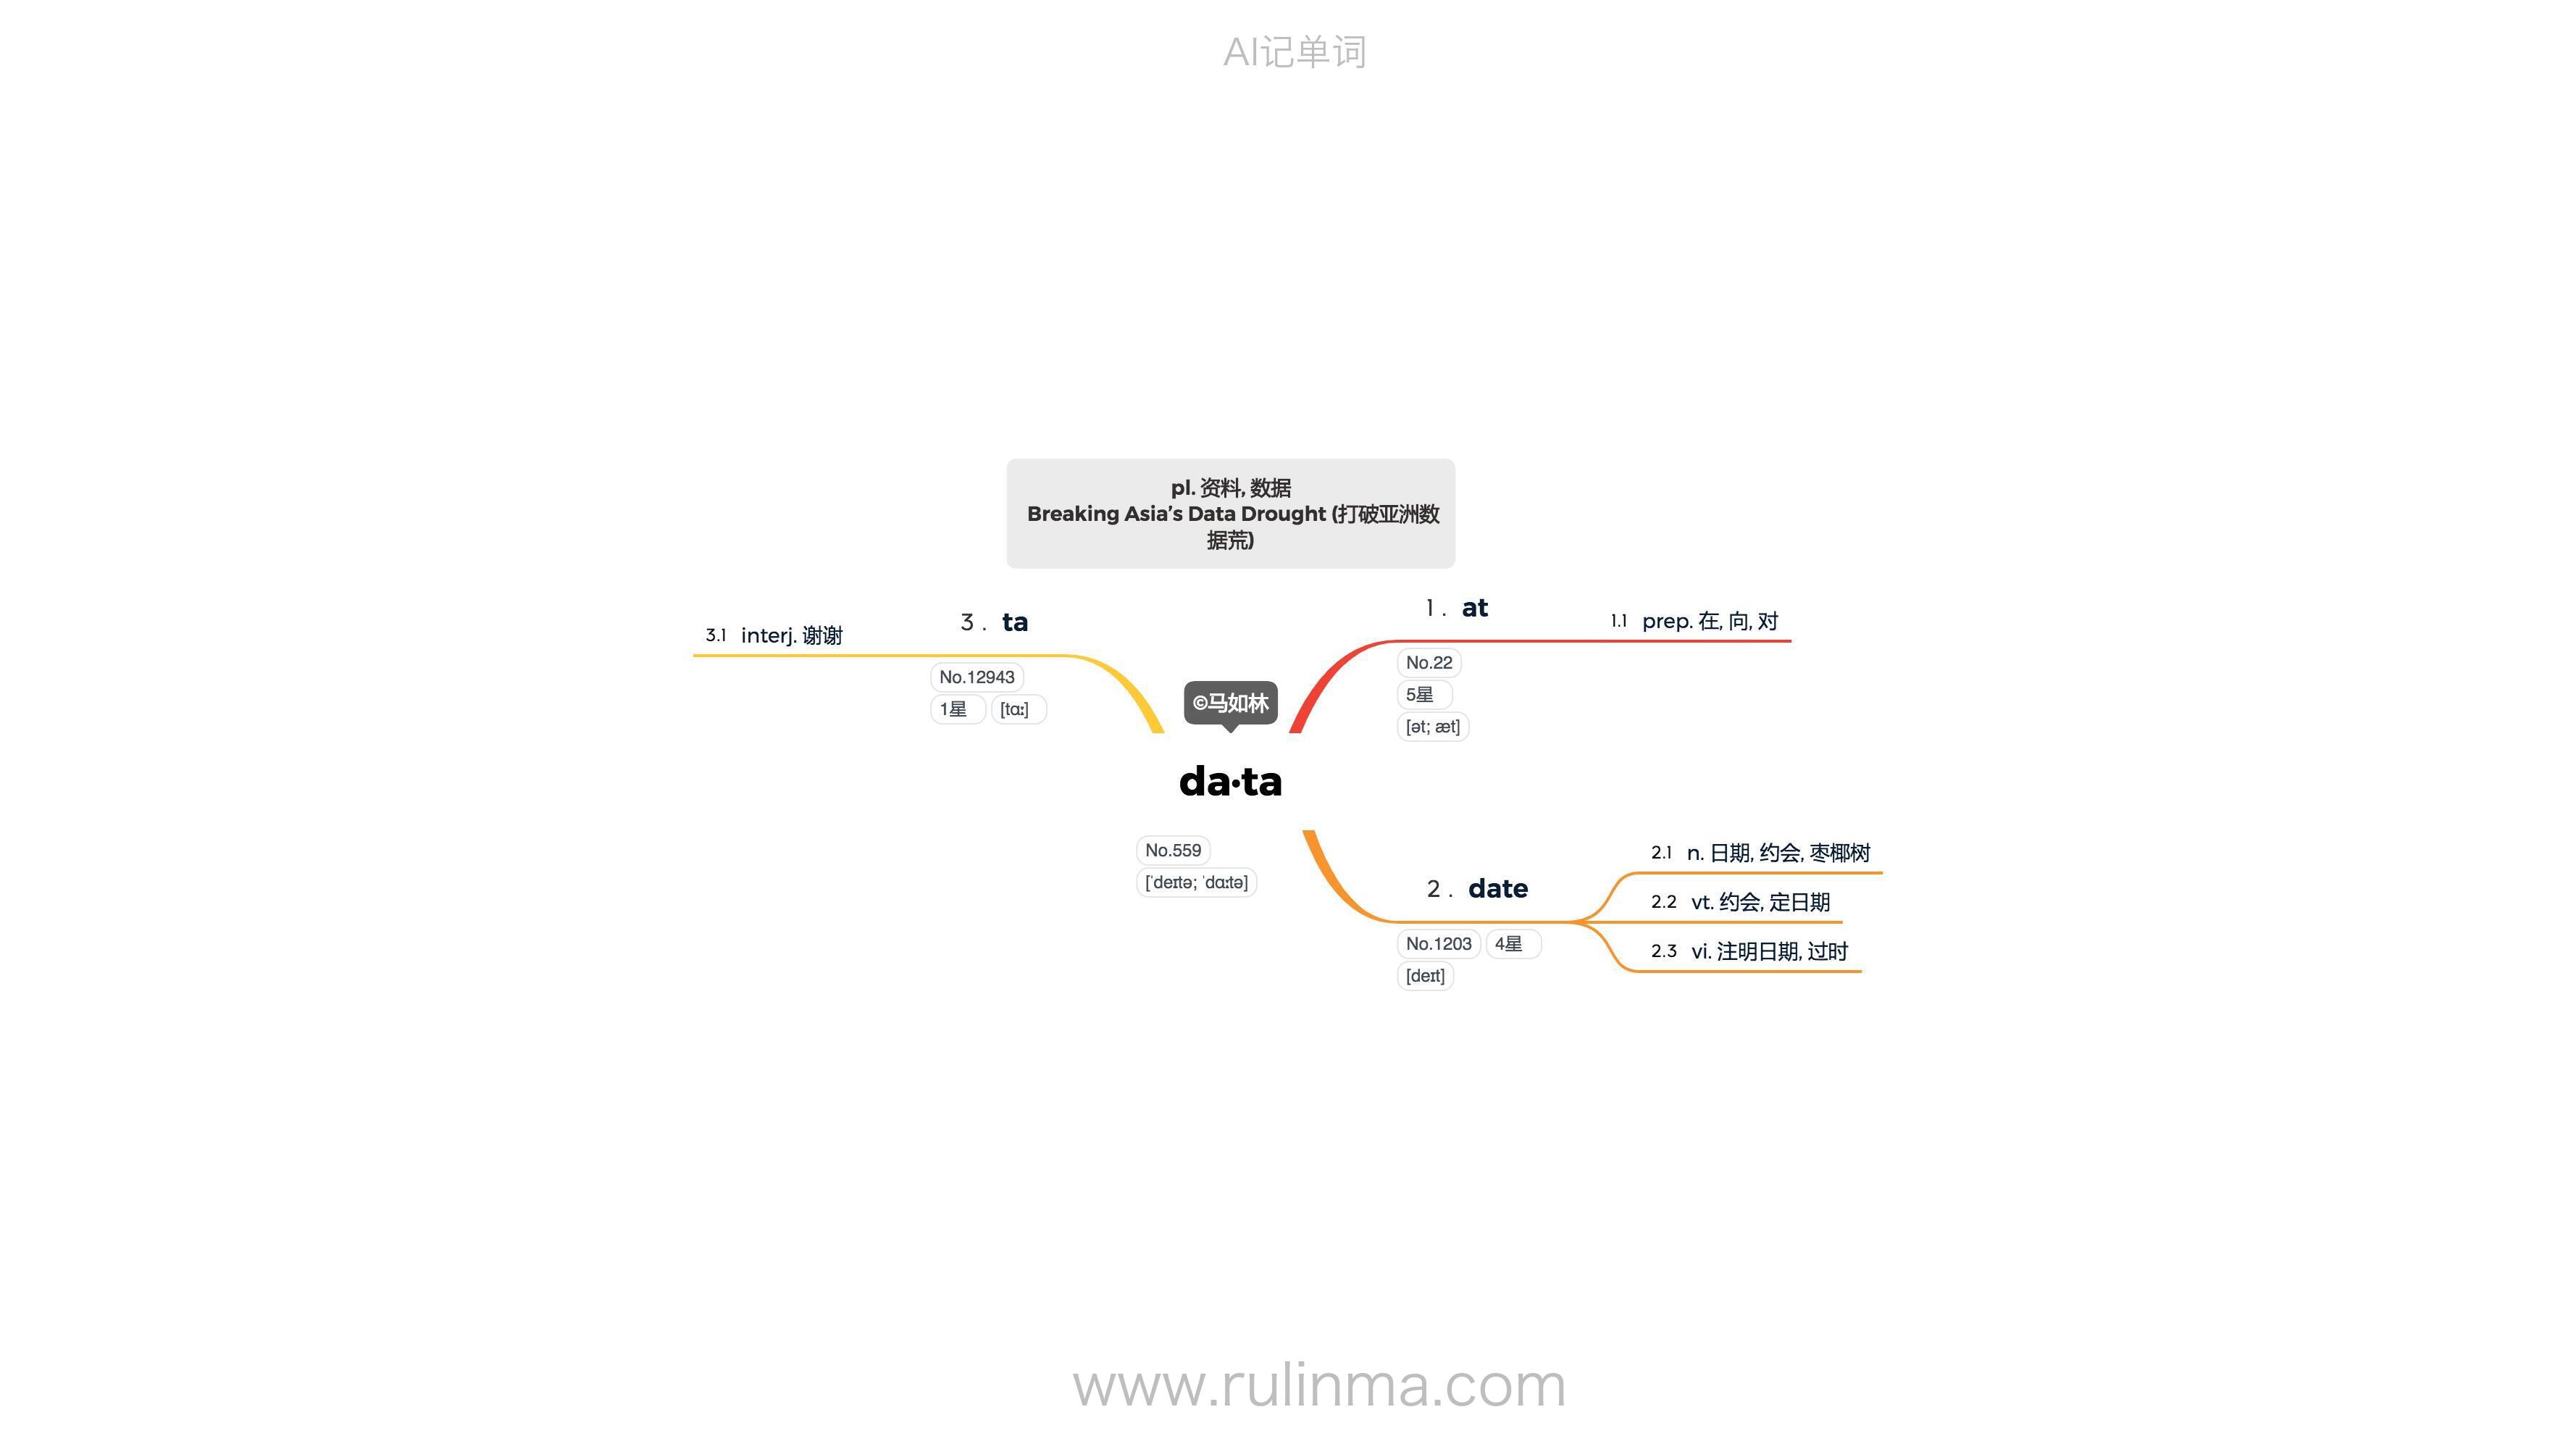 AI记单词
pl. 资料, 数据
Breaking Asia’s Data Drought (打破亚洲数
据荒)
3 . ta
3.1 interj. 谢谢
No.12943
1星 [tɑː]
1 . at
1.1 prep. 在, 向, 对
No.22
5星
[ət; æt]
©马如林
da•ta
No.559
[ˈdeɪtə; ˈdɑːtə]
2 . date
No.1203 4星
[deɪt]
2.1 n. 日期, 约会, 枣椰树
2.2 vt. 约会, 定日期
2.3 vi. 注明日期, 过时
www.rulinma.com